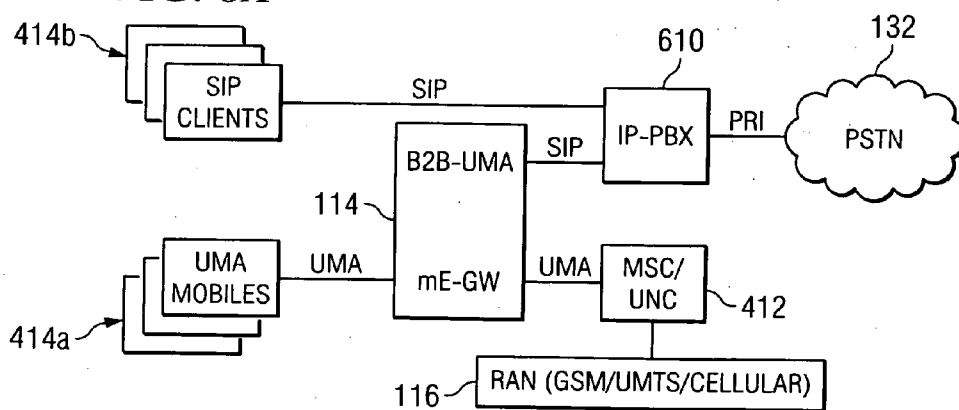 414b
SIP
CLIENTS
SIP
610
IP-PBX
PRI
132
PSTN
114
B2B-UMA
SIP
mE-GW
UMA
MOBILES
UMA
UMA
MSC/
UNC
412
414a
116
RAN (GSM/UMTS/CELLULAR)